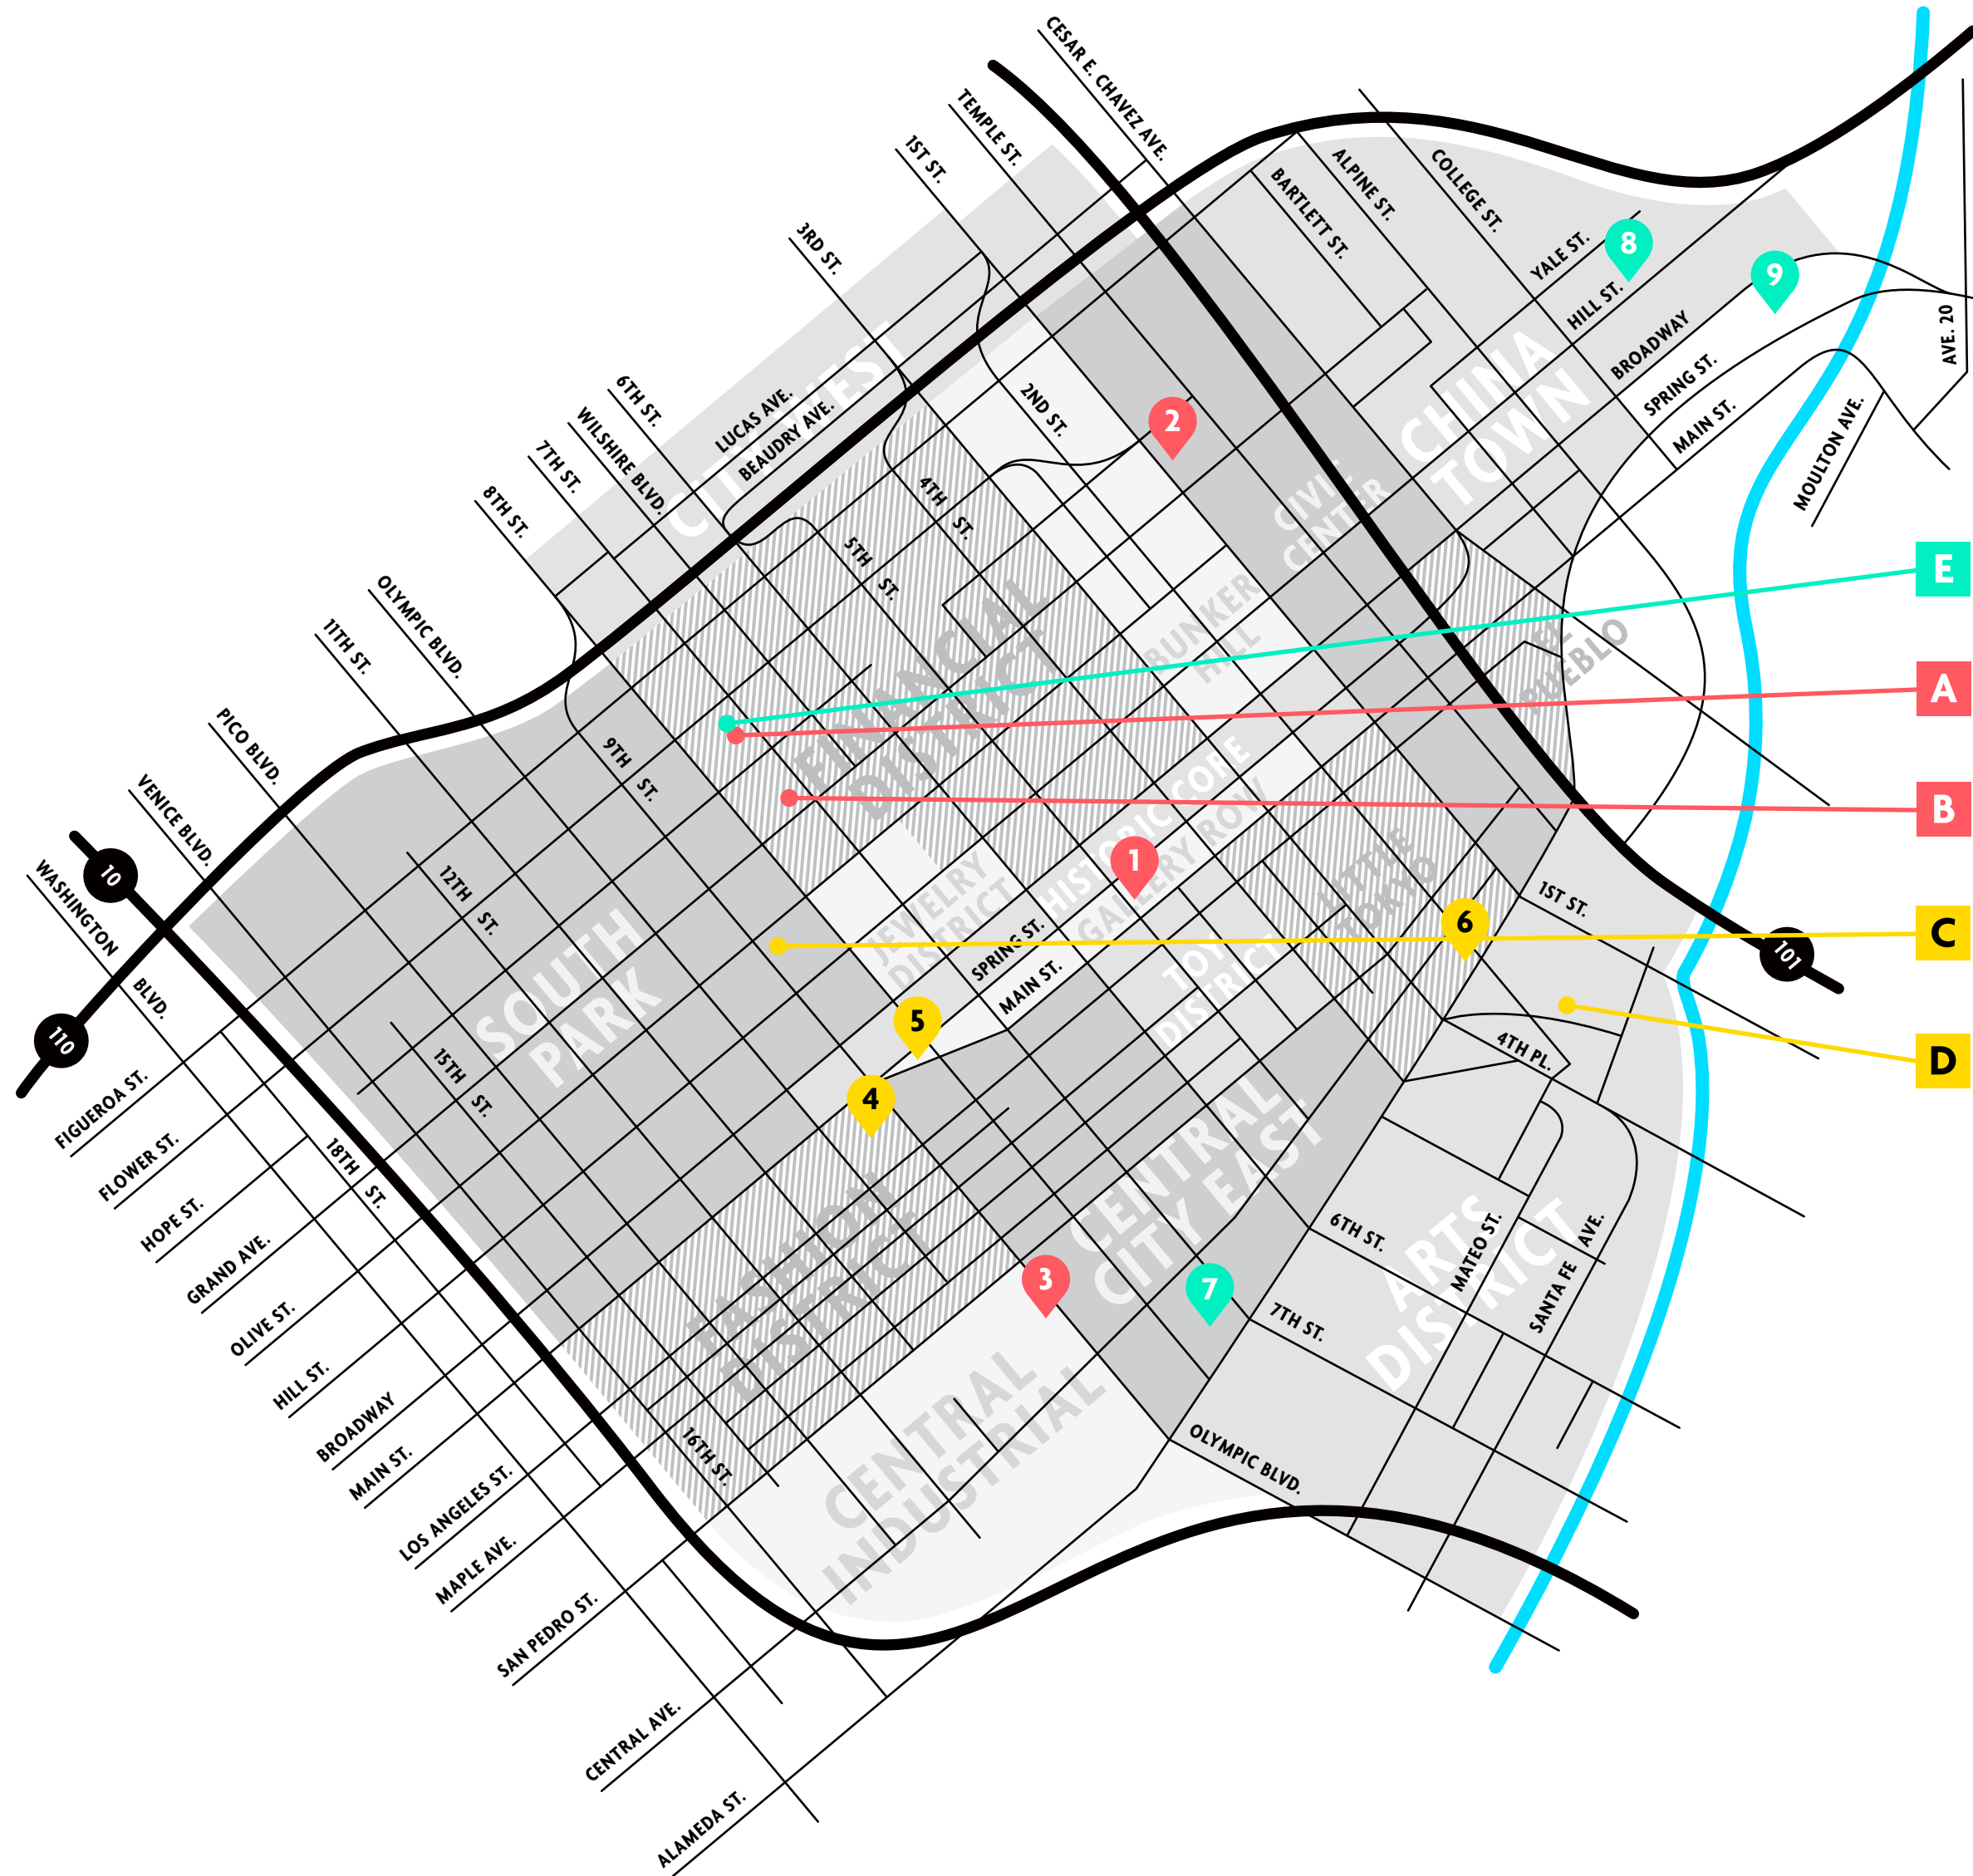 CESAR E. CHAVEZ AVE.
TEMPLE ST.
1ST ST.
3RD ST.
6TH ST.
WILSHIRE BLVD.
7TH ST.
8TH ST.
OLYMPIC BLVD.
11TH ST.
PICO BLVD.
VENICE BLVD.
WASHINGTON BLVD.
BARTLETT ST.
ALPINE ST.
COLLEGE ST.
YALE ST.
HILL ST.
BROADWAY
SPRING ST.
MAIN ST.
MOULTON AVE.
AVE. 20
8
9
CHINA
TOWN
LUCAS AVE.
BEAUDRY AVE.
CITY WEST
2ND ST.
2
4TH ST.
5TH ST.
CIVIC
CENTER
BUNKER
HILL
FINANCIAL
DISTRICT
EL
PUEBLO
E
A
B
C
D
9TH ST.
HISTORIC CORE
GALLERY ROW
1
LITTLE
TOKYO
6
1ST ST.
101
JEWELRY
DISTRICT
SPRING ST.
MAIN ST.
TOY
DISTRICT
4TH PL.
12TH ST.
SOUTH
PARK
15TH ST.
5
4
10
110
18TH ST.
16TH ST.
FASHION
DISTRICT
CENTRAL
CITY EAST
3
7
6TH ST.
7TH ST.
ARTS
DISTRICT
MATEO ST.
SANTA FE AVE.
OLYMPIC BLVD.
CENTRAL
INDUSTRIAL
FIGUEROA ST.
FLOWER ST.
HOPE ST.
GRAND AVE.
OLIVE ST.
HILL ST.
BROADWAY
MAIN ST.
LOS ANGELES ST.
MAPLE AVE.
SAN PEDRO ST.
CENTRAL AVE.
ALAMEDA ST.